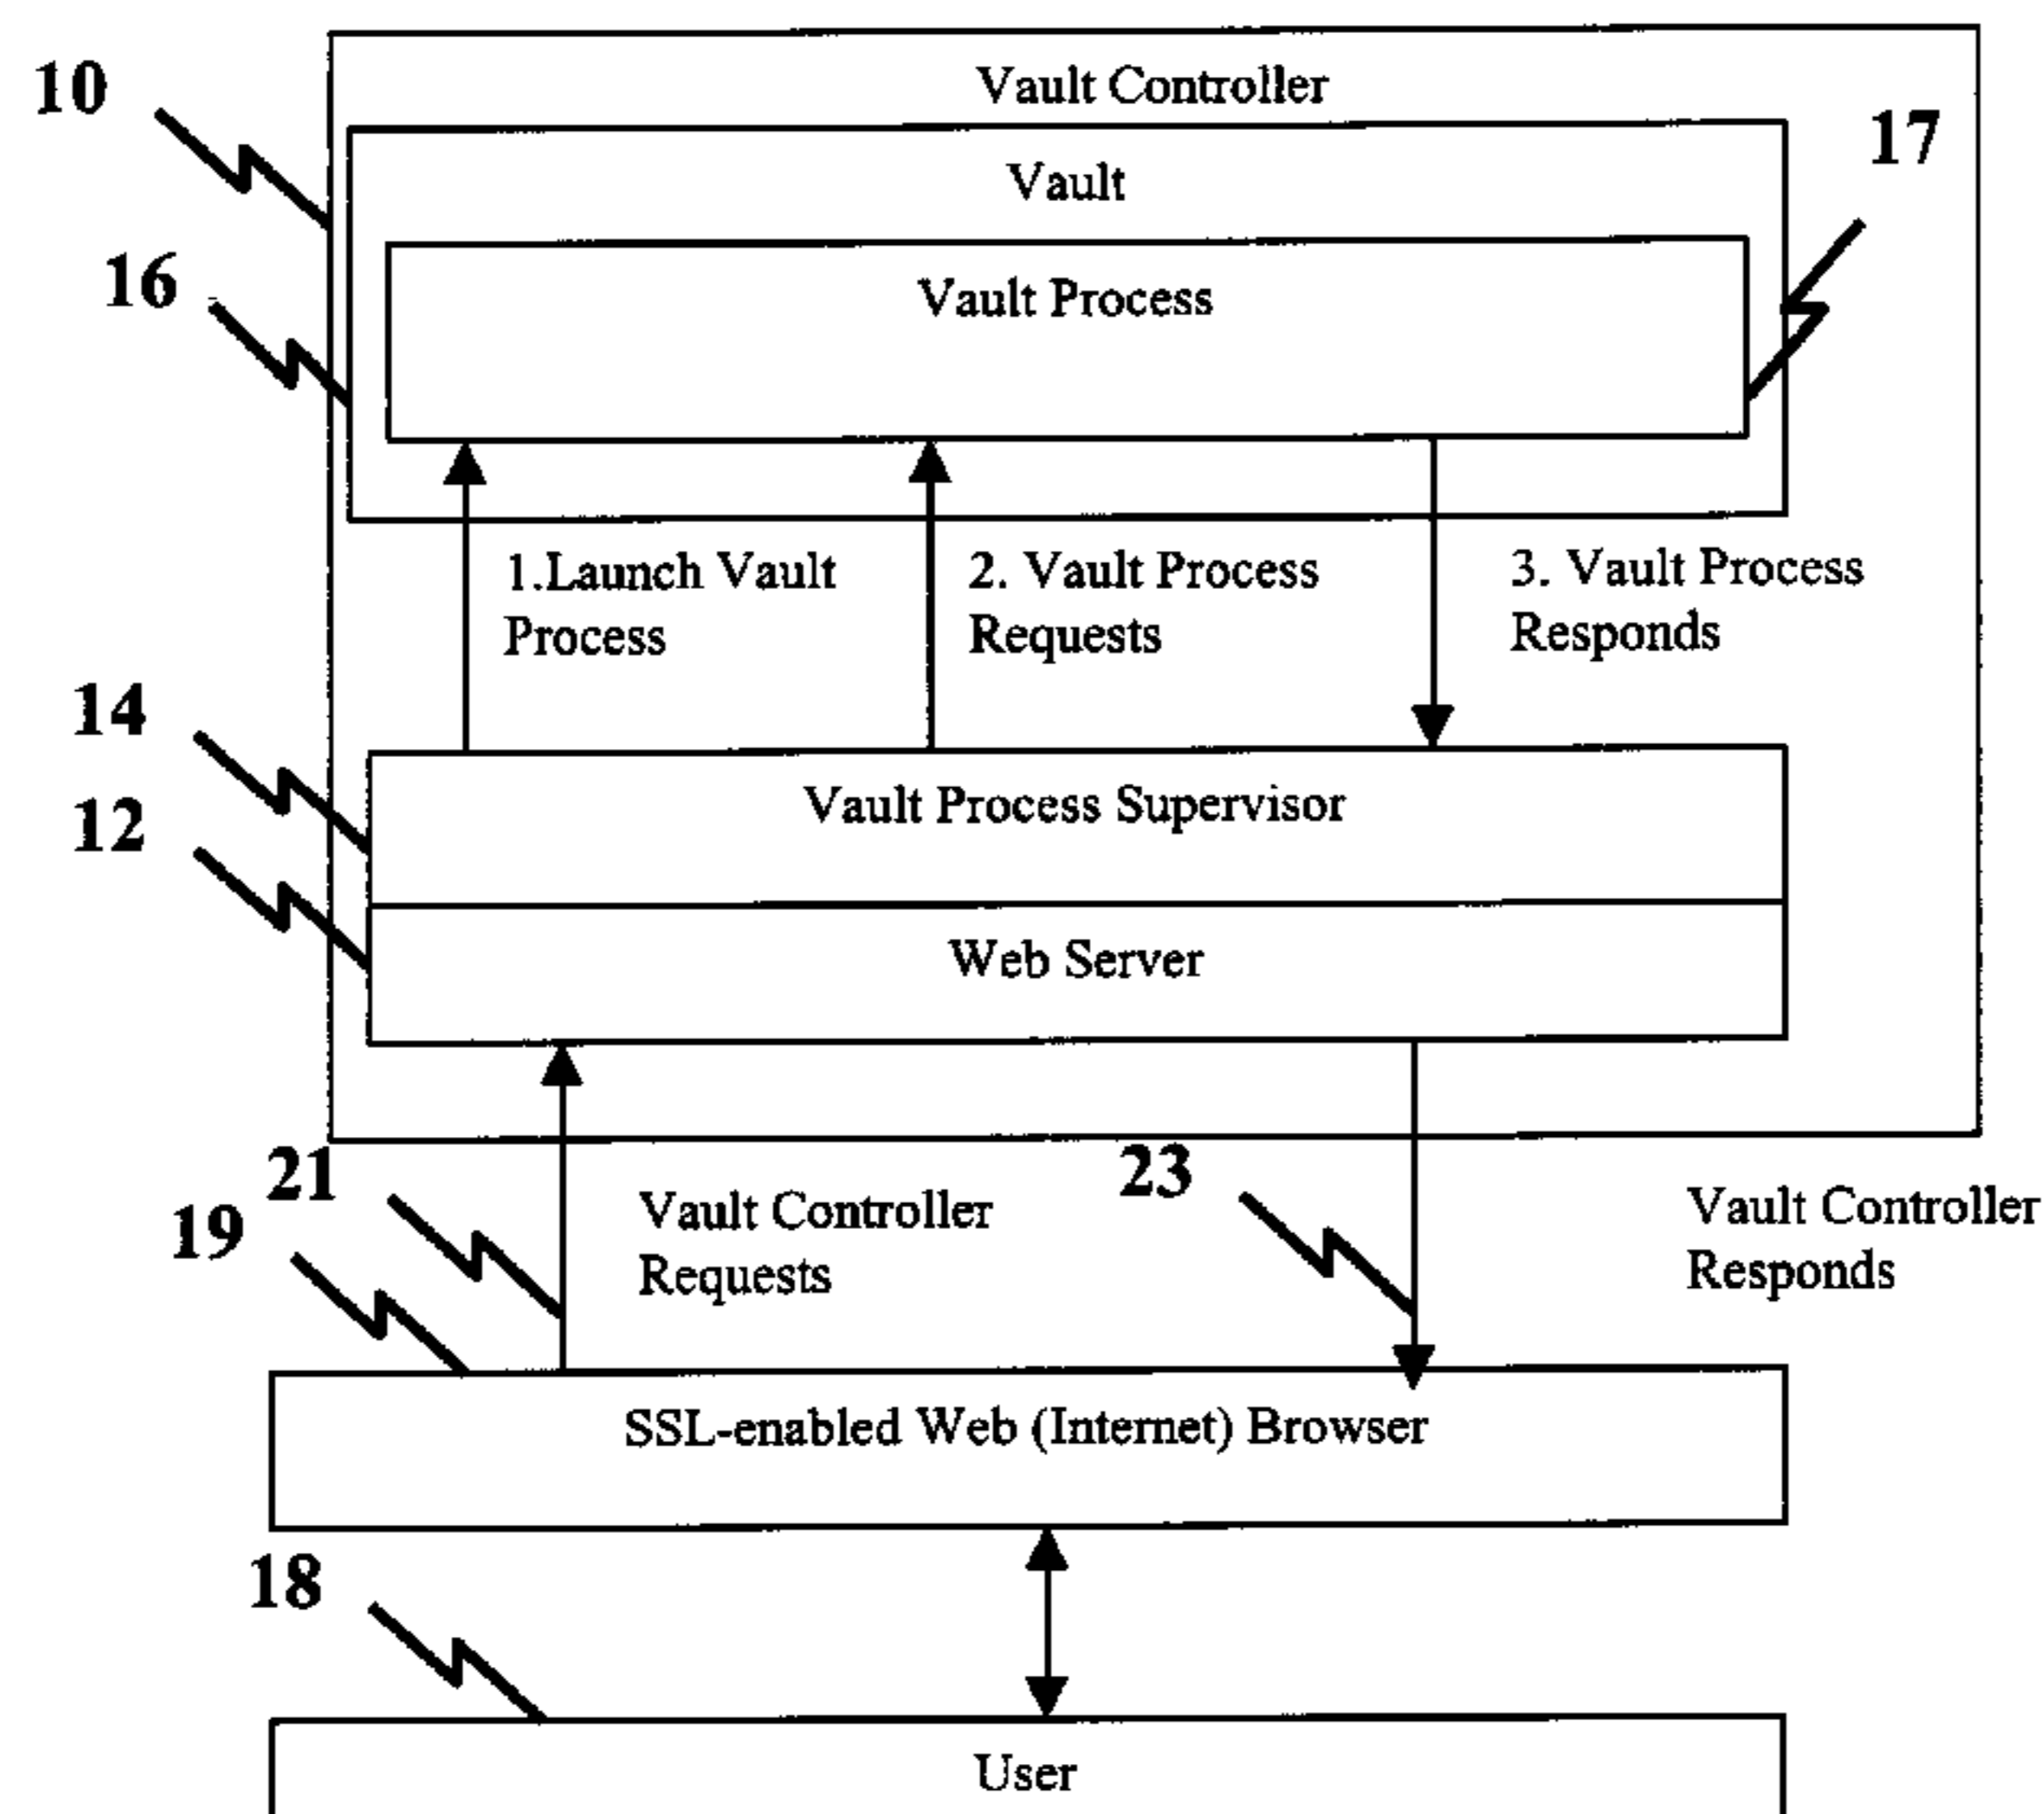 10
Vault Controller
17
Vault
16
Vault Process
1.Launch Vault
Process
2. Vault Process
Requests
3. Vault Process
Responds
14
Vault Process Supervisor
12
Web Server
21
19
Vault Controller
Requests
23
Vault Controller
Responds
SSL-enabled Web (Internet) Browser
18
User